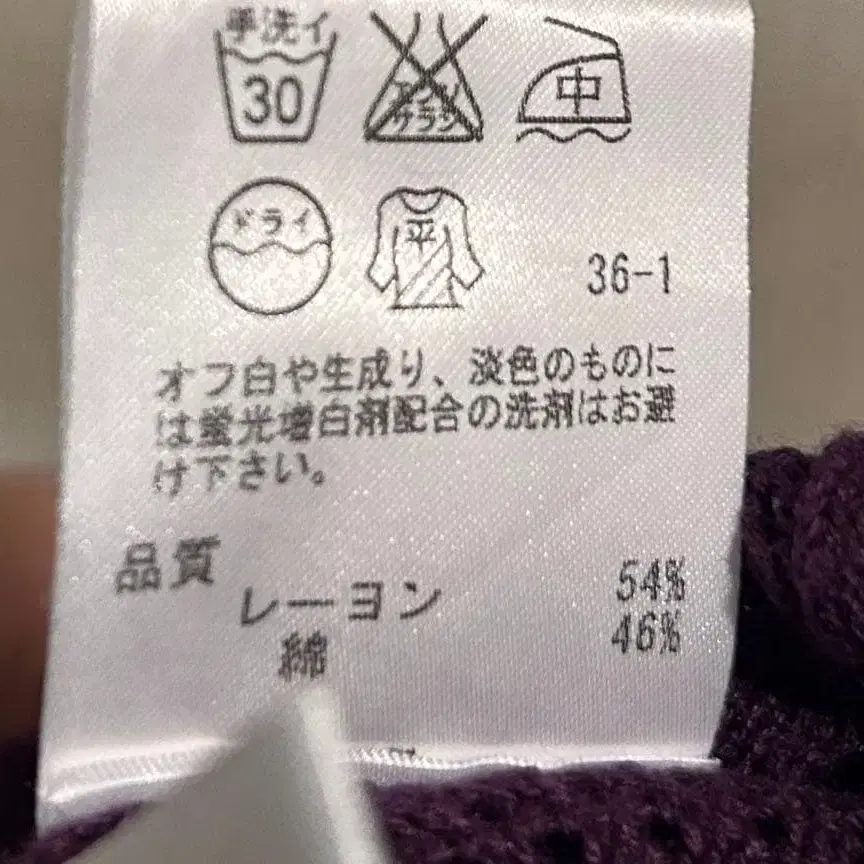 手洗イ
30
エンソ
サラシ
中
ドライ
平
36-1
オフ白や生成り、淡色のものに
は蛍光増白剤配合の洗剤はお避
け下さい。
品質
レーヨン 54%
綿 46%